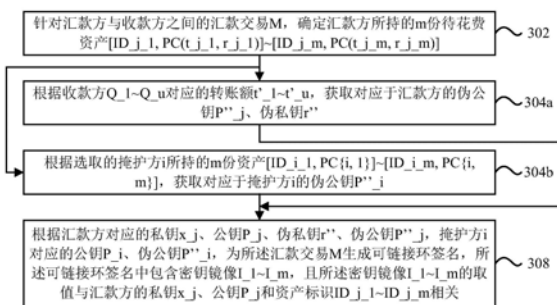 针对汇款方与收款方之间的汇款交易M，确定汇款方所持的m份待花费
资产[ID_j_1, PC(t_j_1, r_j_1)]~[ID_j_m, PC(t_j_m, r_j_m)]
302
根据收款方Q_1~Q_u对应的转账额t'_1~t'_u，获取对应于汇款方的伪公
钥P''_j、伪私钥r''
304a
根据选取的掩护方i所持的m份资产[ID_i_1, PC{i, 1}]~[ID_i_m, PC{i,
m}]，获取对应于掩护方i的伪公钥P''_i
304b
根据汇款方对应的私钥x_j、公钥P_j、伪私钥r''、伪公钥P''_j，掩护方i
对应的公钥P_i、伪公钥P''_i，为所述汇款交易M生成可链接环签名，所
述可链接环签名中包含密钥镜像I_1~I_m，且所述密钥镜像I_1~I_m的取
值与汇款方的私钥x_j、公钥P_j和资产标识ID_j_1~ID_j_m相关
308